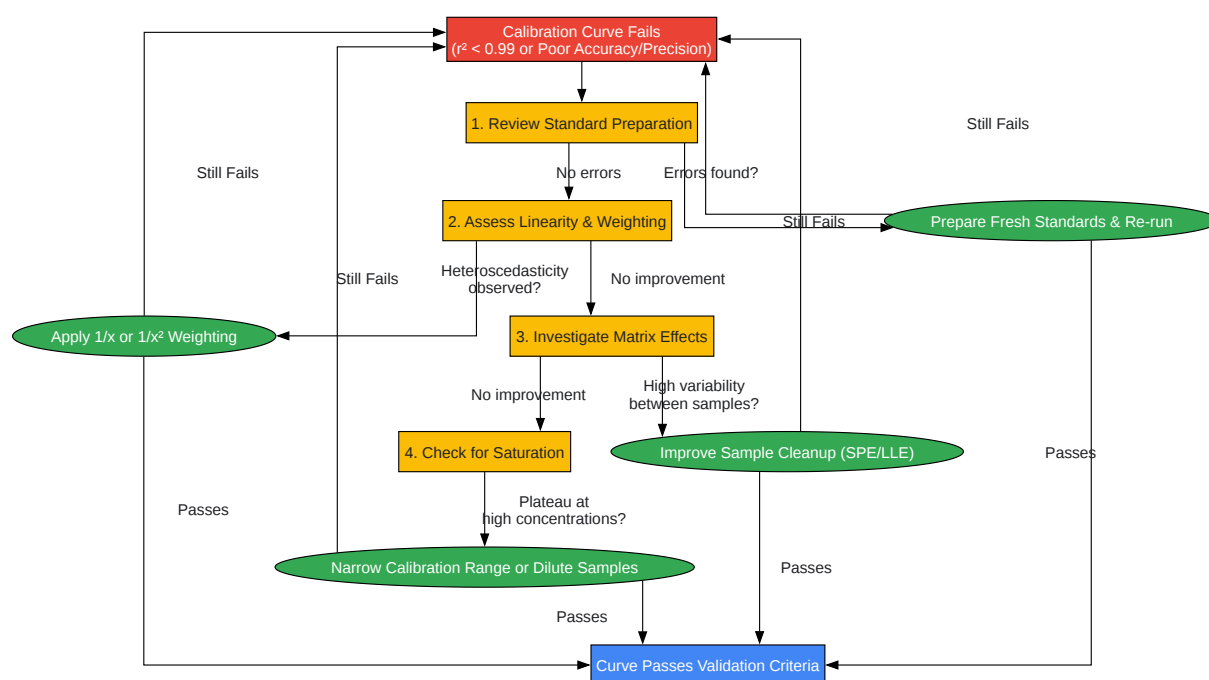 Calibration Curve Fails
(r² < 0.99 or Poor Accuracy/Precision)
1. Review Standard Preparation
Still Fails
Still Fails
No errors
Errors found?
2. Assess Linearity & Weighting
Still Fails
Prepare Fresh Standards & Re-run
Still Fails
Heteroscedasticity
observed?
No improvement
Apply 1/x or 1/x² Weighting
3. Investigate Matrix Effects
No improvement
High variability
between samples?
4. Check for Saturation
Improve Sample Cleanup (SPE/LLE)
Passes
Passes
Plateau at
high concentrations?
Narrow Calibration Range or Dilute Samples
Passes
Passes
Curve Passes Validation Criteria